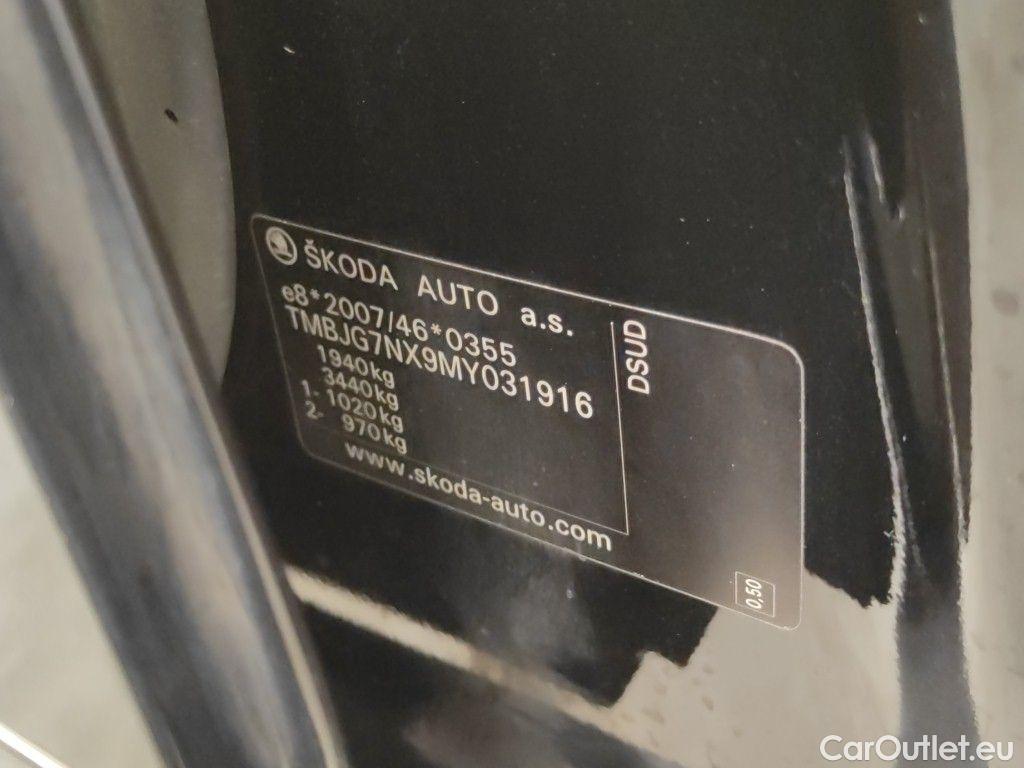 ŠKODA AUTO a.s.
e8*2007/46*0355
TMBJG7NX9MY031916
1940kg
3440kg
1- 1020kg
2- 970kg
www.skoda-auto.com
DSUD
0,50
CarOutlet.eu